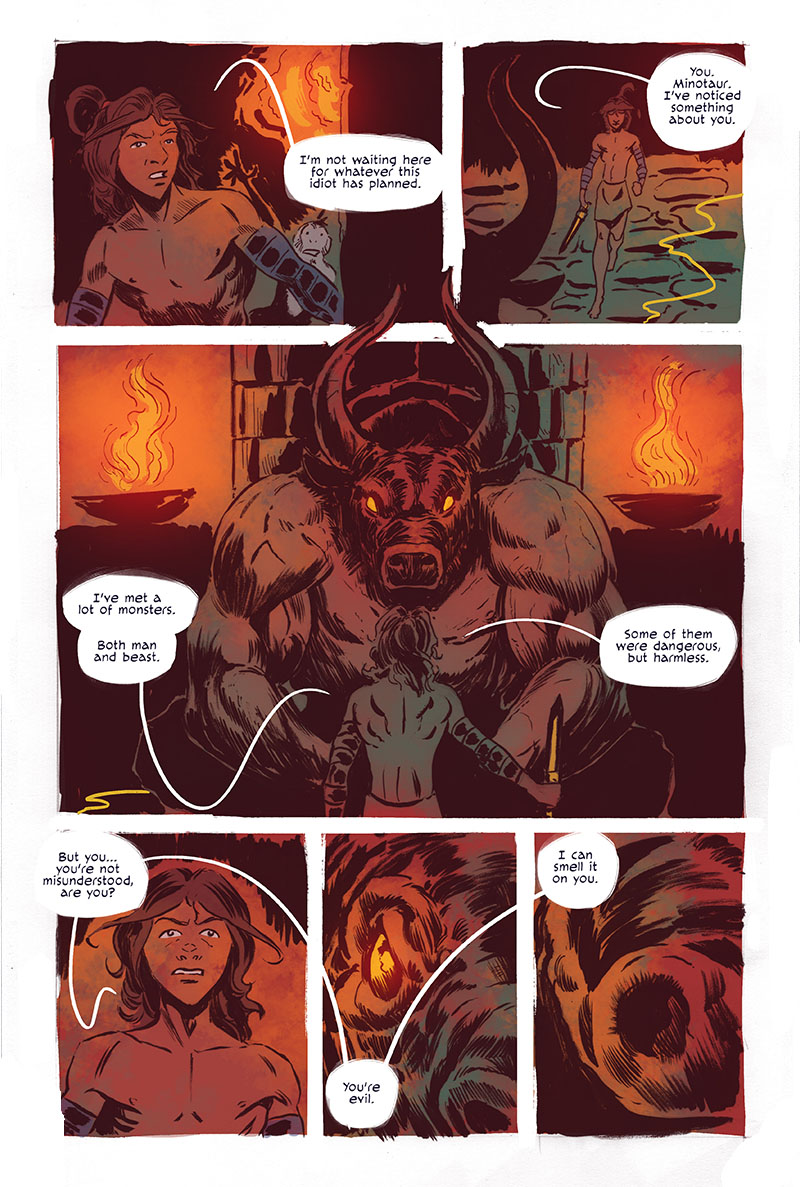 I'm not waiting here
for whatever this
idiot has planned.
You.
Minotaur.
I've noticed
something
about you.
I've met a
lot of monsters.
Both man
and beast.
Some of them
were dangerous,
but harmless.
But you...
you're not
misunderstood,
are you?
You're
evil.
I can
smell it
on you.